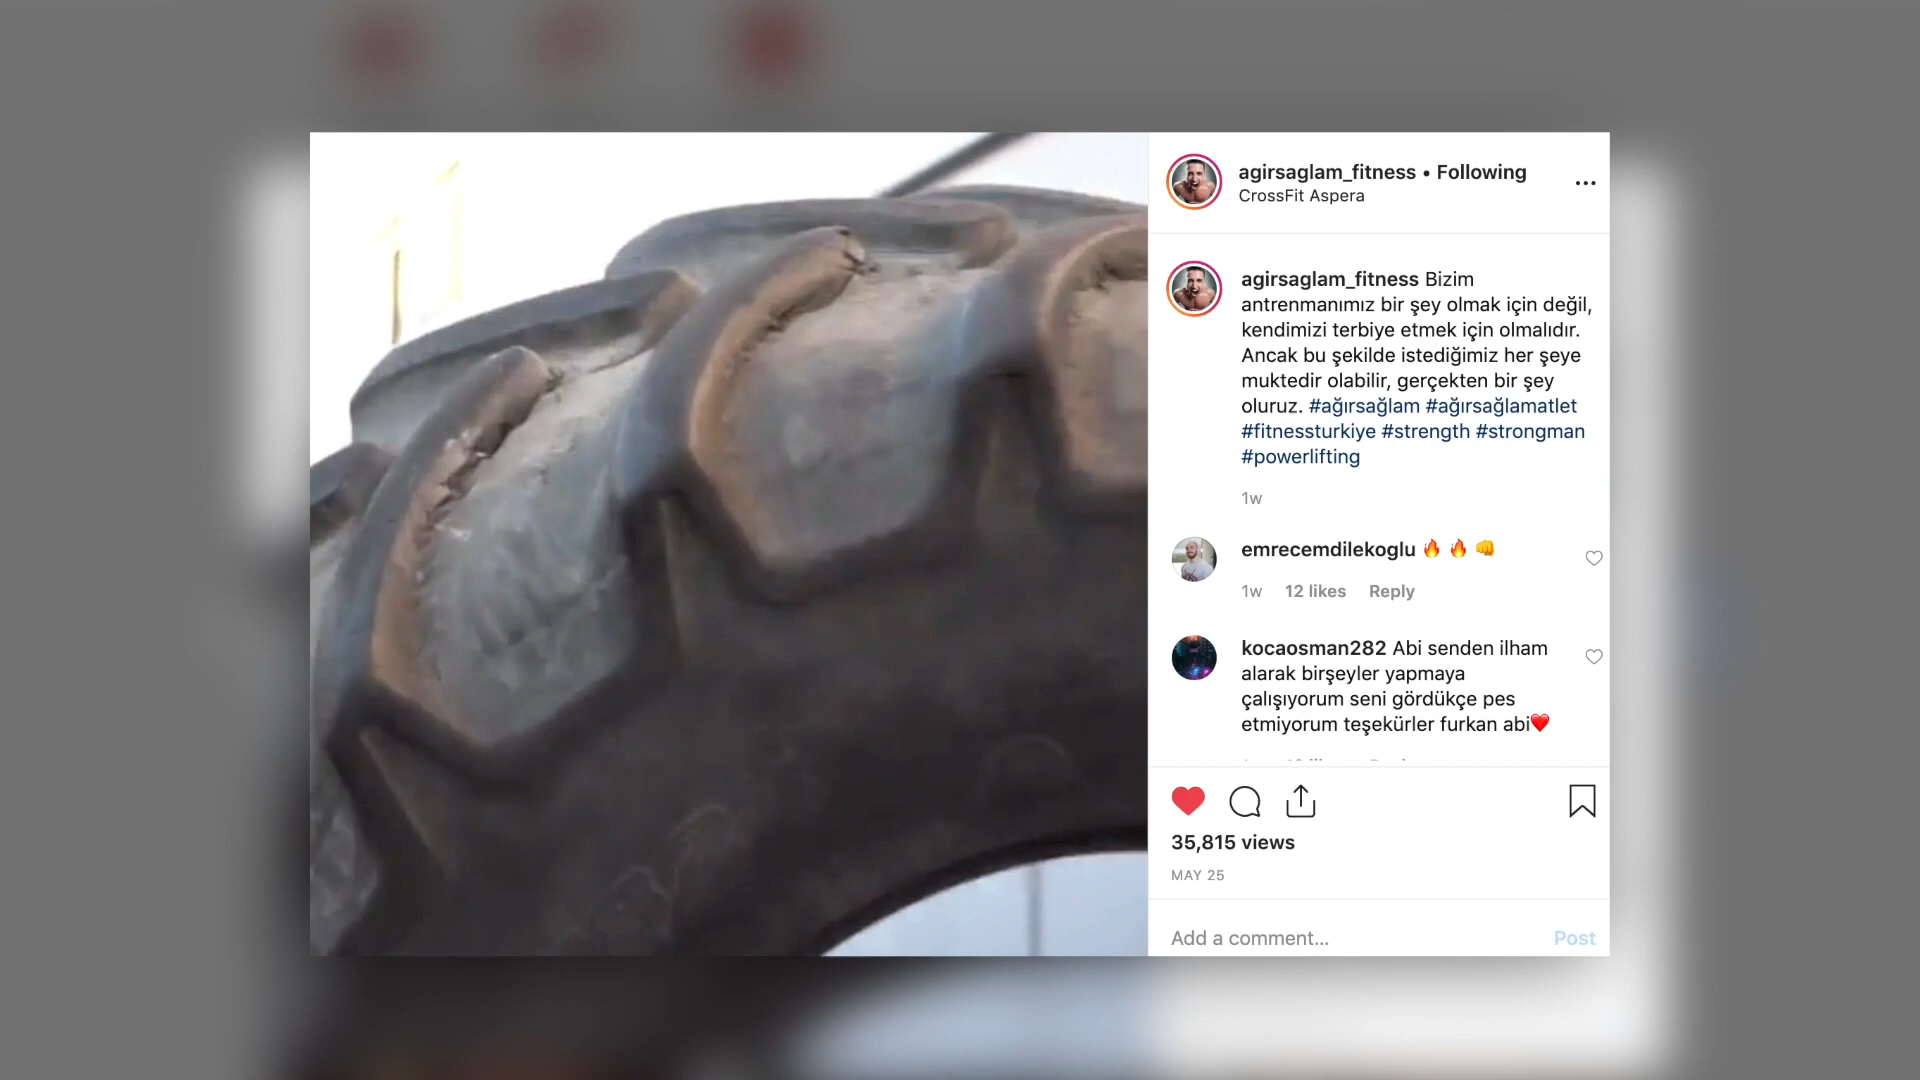 agirsaglam_fitness • Following
CrossFit Aspera
agirsaglam_fitness Bizim
antrenmanımız bir şey olmak için değil,
kendimizi terbiye etmek için olmalıdır.
Ancak bu şekilde istediğimiz her şeye
muktedir olabilir, gerçekten bir şey
oluruz. #ağırsağlam #ağırsağlamatlet
#fitnessturkiye #strength #strongman
#powerlifting
1w
emrecemdilekoglu 🔥 🔥 👊
1w 12 likes Reply
kocaosman282 Abi senden ilham
alarak birşeyler yapmaya
çalışıyorum seni gördükçe pes
etmiyorum teşekürler furkan abi❤️
35,815 views
MAY 25
Add a comment...
Post